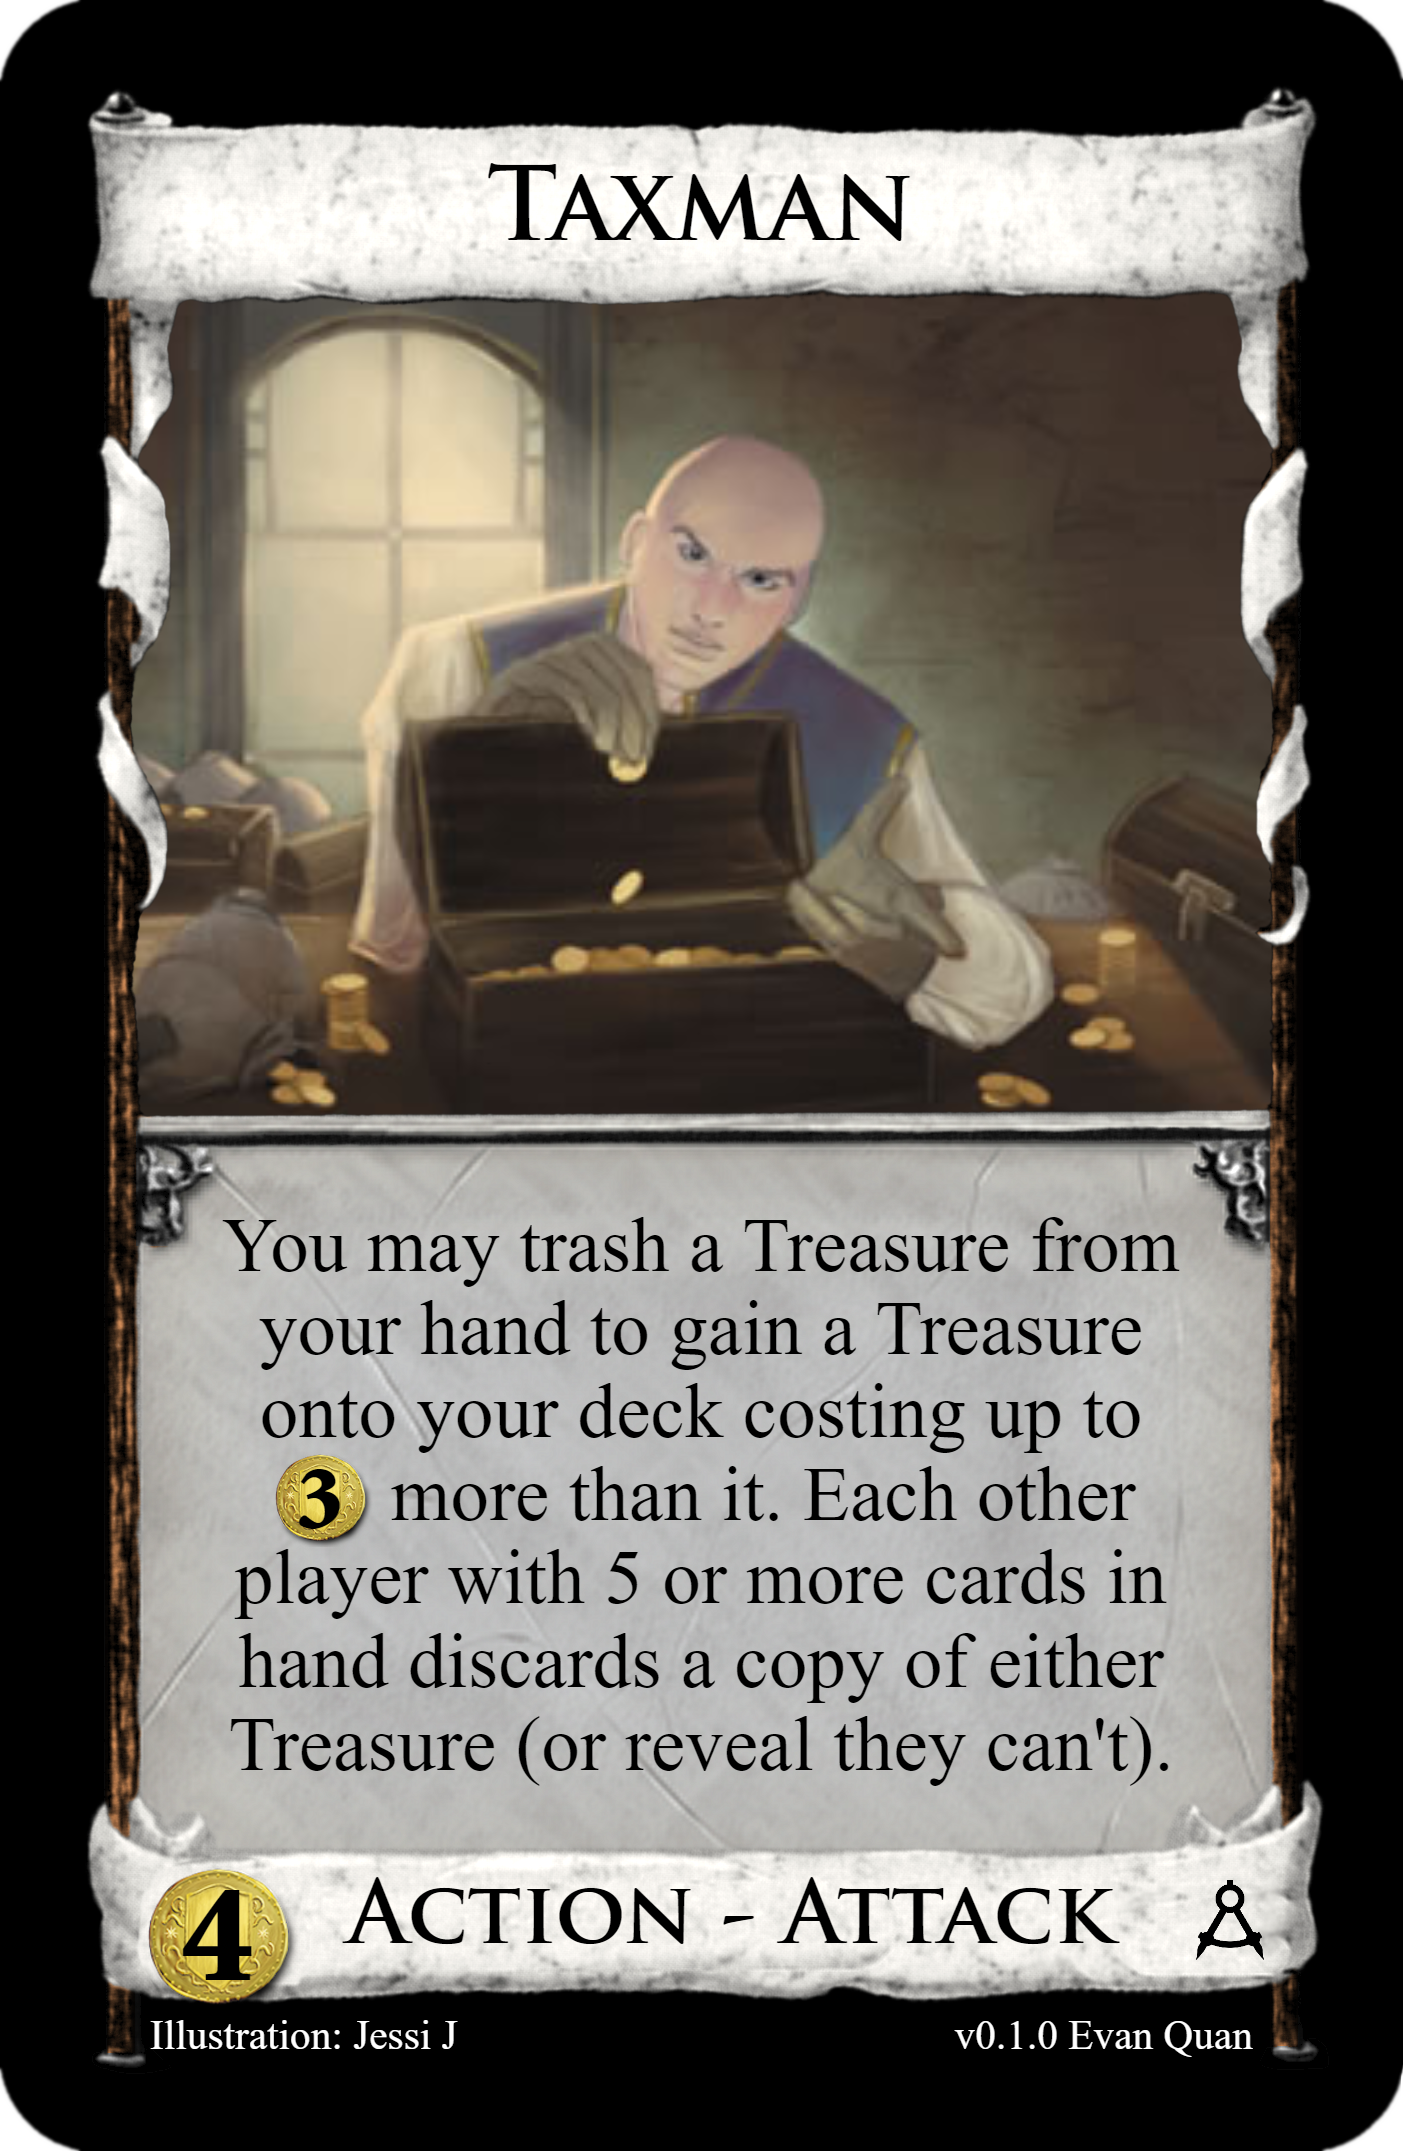 TAXMAN
You may trash a Treasure from
your hand to gain a Treasure
onto your deck costing up to
3 more than it. Each other
player with 5 or more cards in
hand discards a copy of either
Treasure (or reveal they can't).
4 ACTION - ATTACK
Illustration: Jessi J v0.1.0 Evan Quan